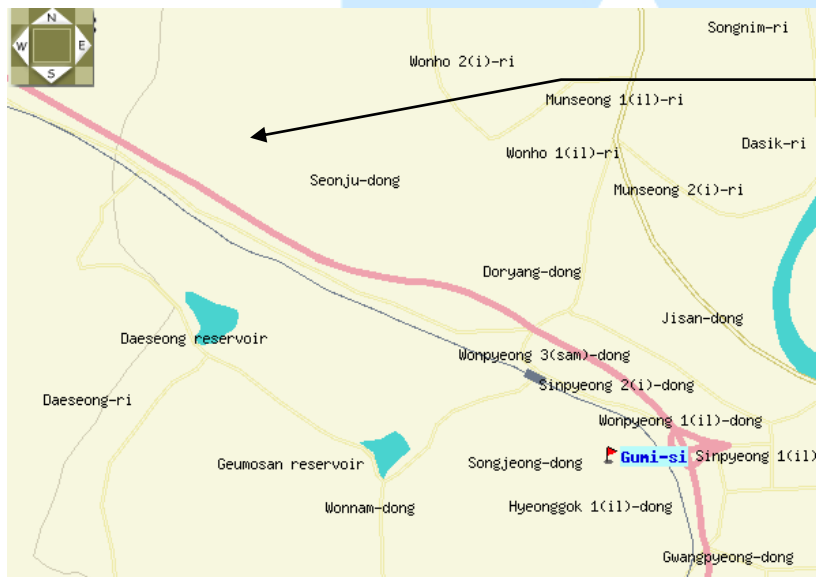 N
W E
S
Songnim-ri
Wonho 2(i)-ri
Munseong 1(il)-ri
Dasik-ri
Wonho 1(il)-ri
Seonju-dong
Munseong 2(i)-ri
Doryang-dong
Jisan-dong
Daeseong reservoir
Wonpyeong 3(sam)-dong
Sinpyeong 2(i)-dong
Daeseong-ri
Wonpyeong 1(il)-dong
Gumi-si
Sinpyeong 1(il)
Geumosan reservoir
Songjeong-dong
Wonnam-dong
Hyeonggok 1(il)-dong
Gwangpyeong-dong